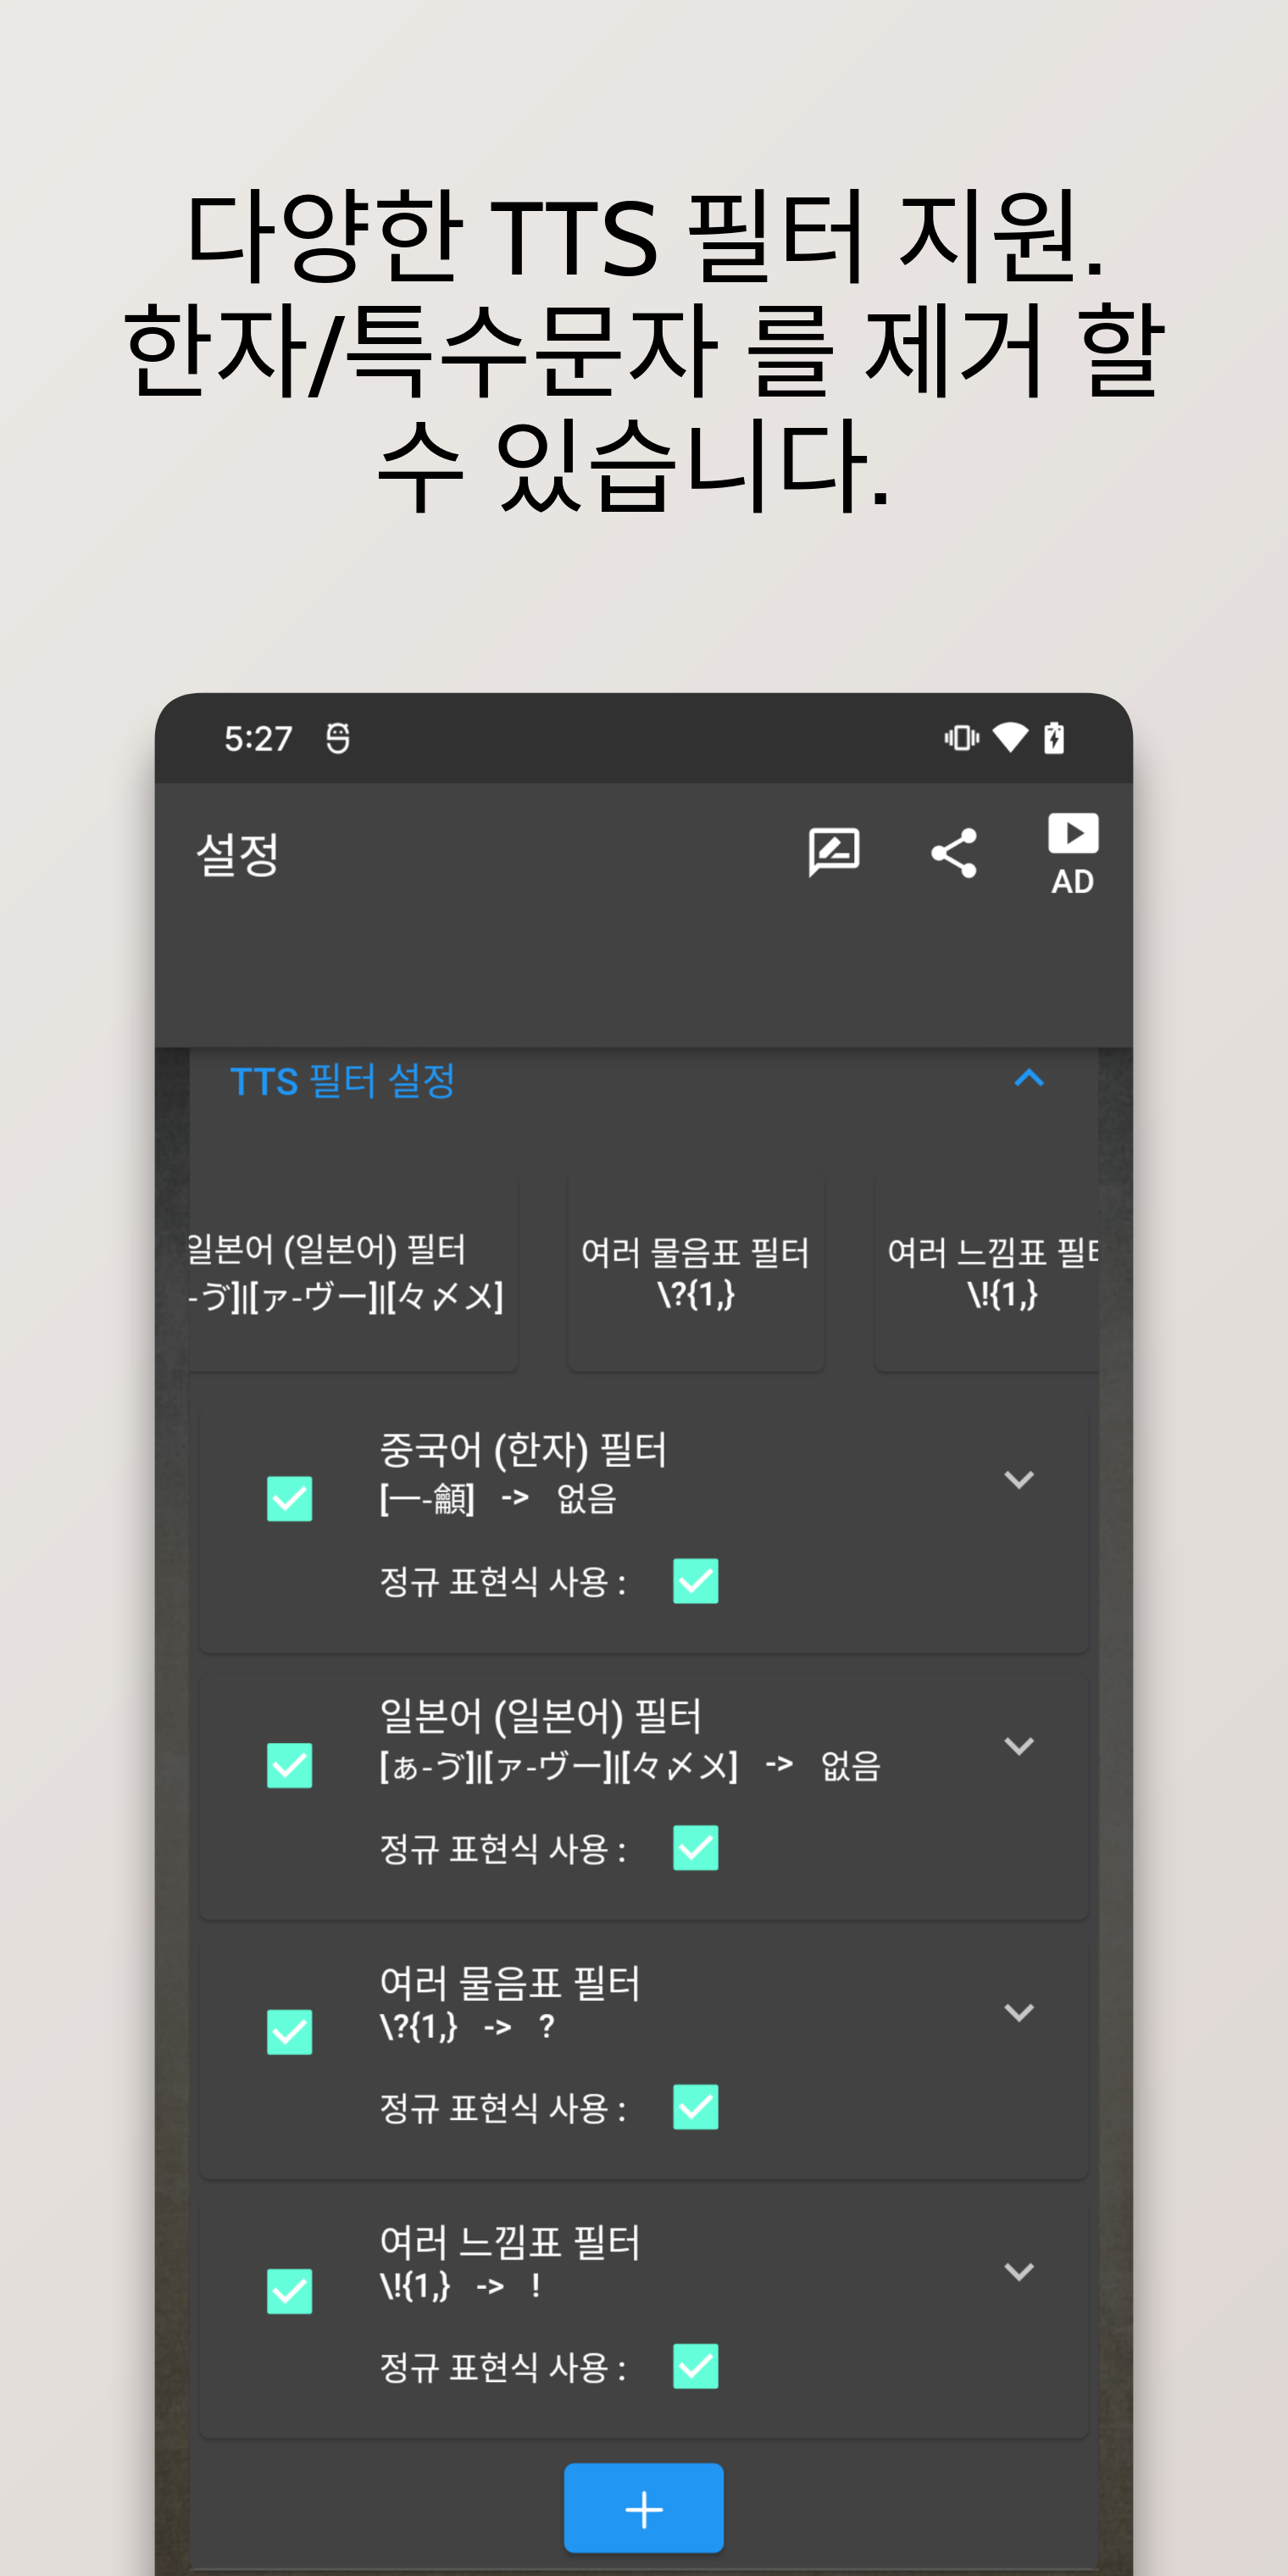 다양한 TTS 필터 지원.
한자/특수문자 를 제거 할
수 있습니다.
5:27
설정
AD
TTS 필터 설정
일본어 (일본어) 필터
-ゔ]|[ァ-ヴー]|[々〆〤]
여러 물음표 필터
\?{1,}
여러 느낌표 필터
\!{1,}
중국어 (한자) 필터
[一-龥] -> 없음
정규 표현식 사용 :
일본어 (일본어) 필터
[ぁ-ゔ]|[ァ-ヴー]|[々〆〤] -> 없음
정규 표현식 사용 :
여러 물음표 필터
\?{1,} -> ?
정규 표현식 사용 :
여러 느낌표 필터
\!{1,} -> !
정규 표현식 사용 :